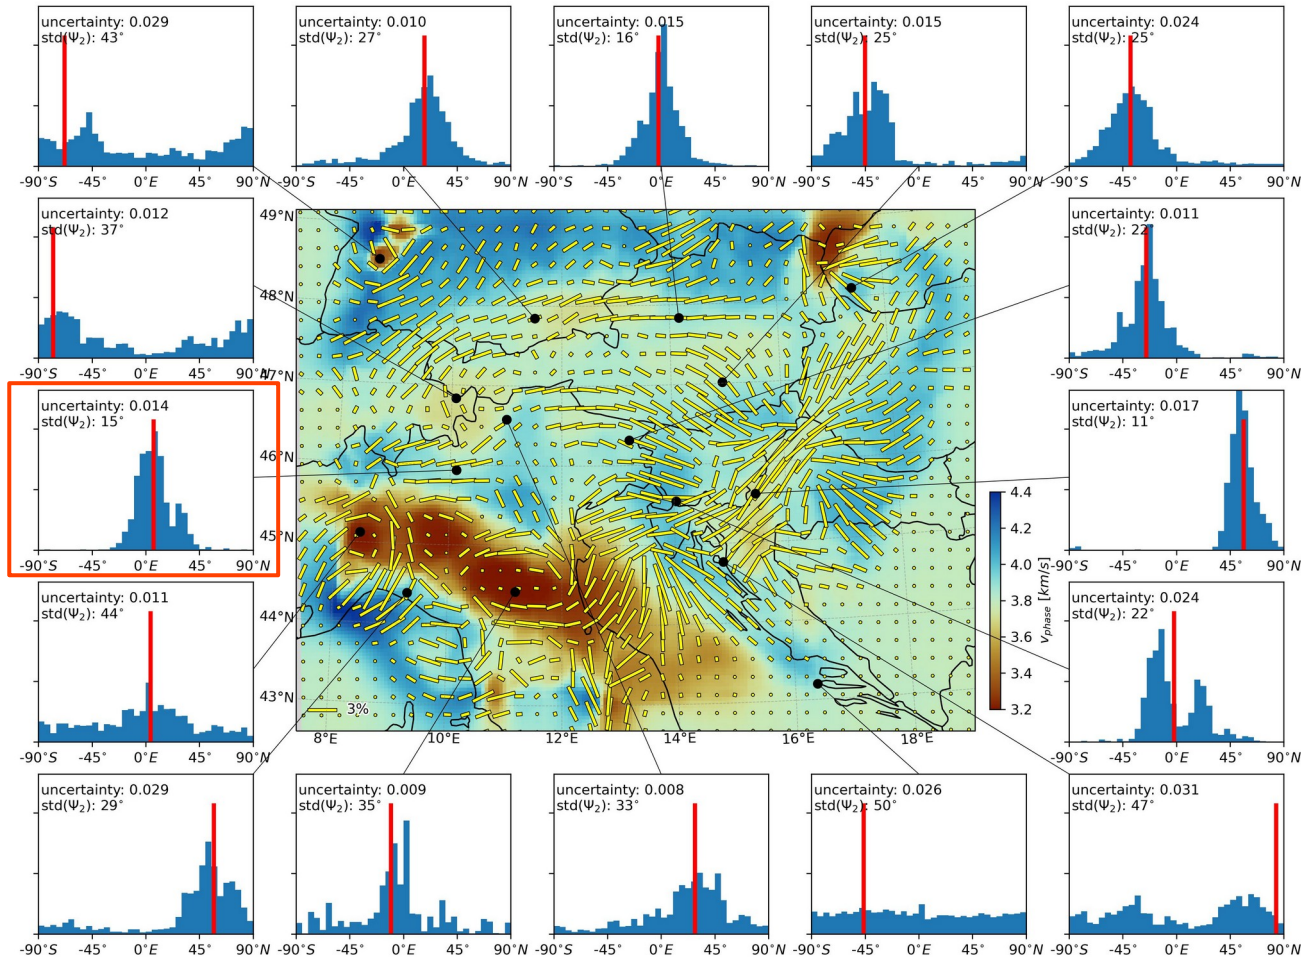 uncertainty: 0.029
std(Ψ₂): 43°
-90°S -45° 0°E 45° 90°N
uncertainty: 0.010
std(Ψ₂): 27°
-90°S -45° 0°E 45° 90°N
uncertainty: 0.015
std(Ψ₂): 16°
-90°S -45° 0°E 45° 90°N
uncertainty: 0.015
std(Ψ₂): 25°
-90°S -45° 0°E 45° 90°N
uncertainty: 0.024
std(Ψ₂): 25°
-90°S -45° 0°E 45° 90°N
uncertainty: 0.012
std(Ψ₂): 37°
-90°S -45° 0°E 45° 90°N
uncertainty: 0.011
std(Ψ₂): 22°
-90°S -45° 0°E 45° 90°N
uncertainty: 0.014
std(Ψ₂): 15°
-90°S -45° 0°E 45° 90°N
uncertainty: 0.017
std(Ψ₂): 11°
-90°S -45° 0°E 45° 90°N
uncertainty: 0.011
std(Ψ₂): 44°
-90°S -45° 0°E 45° 90°N
uncertainty: 0.024
std(Ψ₂): 22°
-90°S -45° 0°E 45° 90°N
49°N
48°N
47°N
46°N
45°N
44°N
43°N
3%
8°E 10°E 12°E 14°E 16°E 18°E
4.4
4.2
4.0
3.8
3.6
3.4
3.2
v_phase [km/s]
uncertainty: 0.029
std(Ψ₂): 29°
-90°S -45° 0°E 45° 90°N
uncertainty: 0.009
std(Ψ₂): 35°
-90°S -45° 0°E 45° 90°N
uncertainty: 0.008
std(Ψ₂): 33°
-90°S -45° 0°E 45° 90°N
uncertainty: 0.026
std(Ψ₂): 50°
-90°S -45° 0°E 45° 90°N
uncertainty: 0.031
std(Ψ₂): 47°
-90°S -45° 0°E 45° 90°N